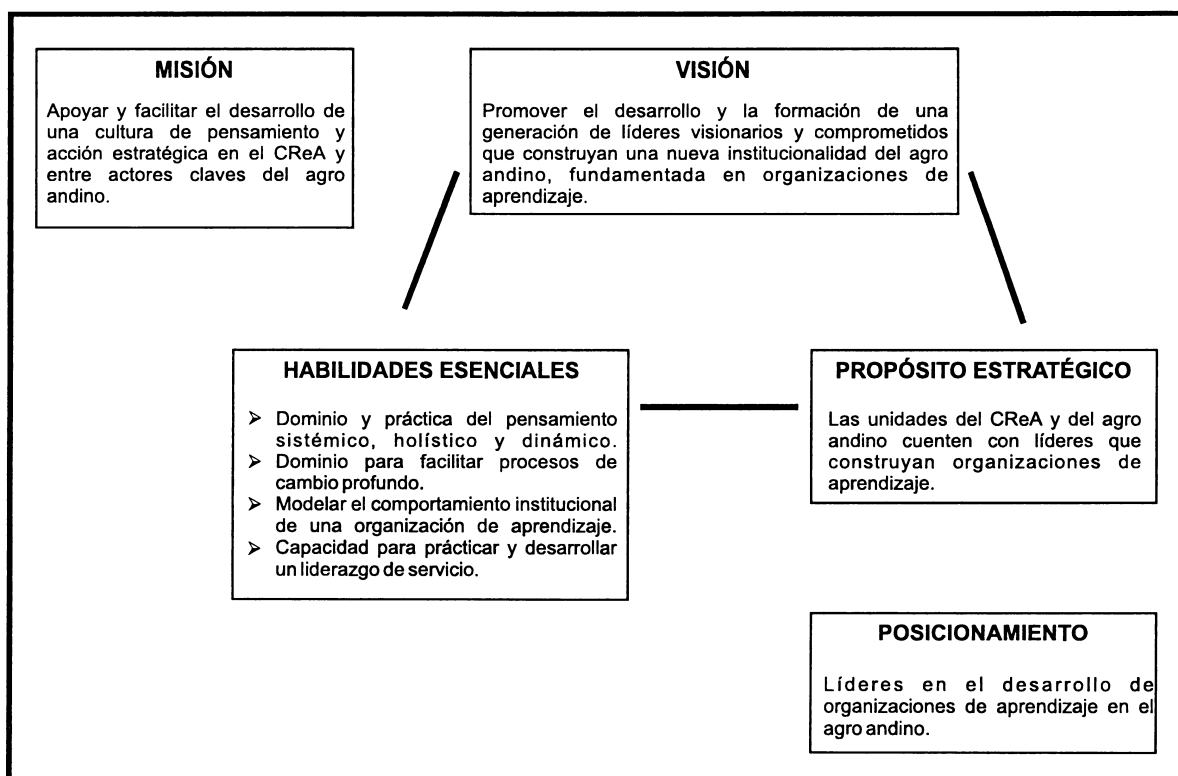 MISIÓN
Apoyar y facilitar el desarrollo de
una cultura de pensamiento y
acción estratégica en el CReA y
entre actores claves del agro
andino.
VISIÓN
Promover el desarrollo y la formación de una
generación de líderes visionarios y comprometidos
que construyan una nueva institucionalidad del agro
andino, fundamentada en organizaciones de
aprendizaje.
HABILIDADES ESENCIALES
➢ Dominio y práctica del pensamiento
sistémico, holístico y dinámico.
➢ Dominio para facilitar procesos de
cambio profundo.
➢ Modelar el comportamiento institucional
de una organización de aprendizaje.
➢ Capacidad para prácticar y desarrollar
un liderazgo de servicio.
PROPÓSITO ESTRATÉGICO
Las unidades del CReA y del agro
andino cuenten con líderes que
construyan organizaciones de
aprendizaje.
POSICIONAMIENTO
Líderes en el desarrollo de
organizaciones de aprendizaje en el
agro andino.